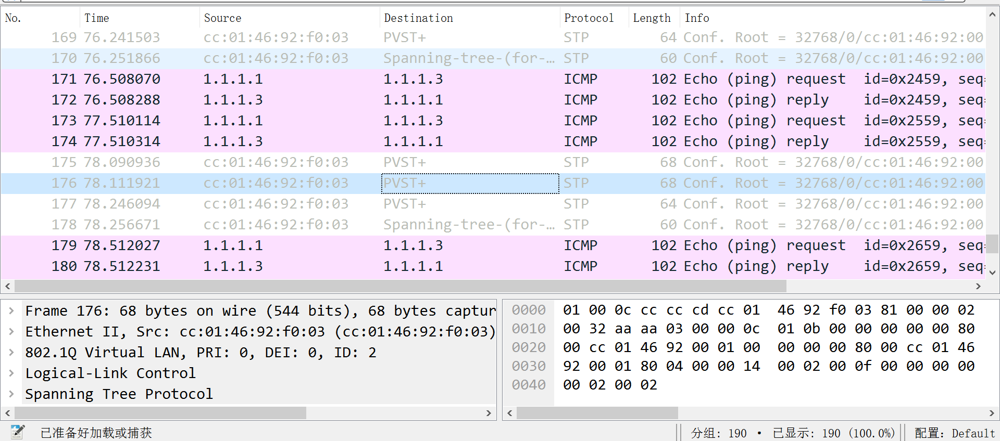 No. Time Source Destination Protocol Length Info
169 76.241503 cc:01:46:92:f0:03 PVST+ STP 64 Conf. Root = 32768/0/cc:01:46:92:00
170 76.251866 cc:01:46:92:f0:03 Spanning-tree-(for-… STP 60 Conf. Root = 32768/0/cc:01:46:92:00
171 76.508070 1.1.1.1 1.1.1.3 ICMP 102 Echo (ping) request id=0x2459, seq=
172 76.508288 1.1.1.3 1.1.1.1 ICMP 102 Echo (ping) reply id=0x2459, seq=
173 77.510114 1.1.1.1 1.1.1.3 ICMP 102 Echo (ping) request id=0x2559, seq=
174 77.510314 1.1.1.3 1.1.1.1 ICMP 102 Echo (ping) reply id=0x2559, seq=
175 78.090936 cc:01:46:92:f0:03 PVST+ STP 68 Conf. Root = 32768/0/cc:01:46:92:00
176 78.111921 cc:01:46:92:f0:03 PVST+ STP 68 Conf. Root = 32768/0/cc:01:46:92:00
177 78.246094 cc:01:46:92:f0:03 PVST+ STP 64 Conf. Root = 32768/0/cc:01:46:92:00
178 78.256671 cc:01:46:92:f0:03 Spanning-tree-(for-… STP 60 Conf. Root = 32768/0/cc:01:46:92:00
179 78.512027 1.1.1.1 1.1.1.3 ICMP 102 Echo (ping) request id=0x2659, seq=
180 78.512231 1.1.1.3 1.1.1.1 ICMP 102 Echo (ping) reply id=0x2659, seq=
Frame 176: 68 bytes on wire (544 bits), 68 bytes captur
Ethernet II, Src: cc:01:46:92:f0:03 (cc:01:46:92:f0:03)
802.1Q Virtual LAN, PRI: 0, DEI: 0, ID: 2
Logical-Link Control
Spanning Tree Protocol
0000 01 00 0c cc cc cd cc 01 46 92 f0 03 81 00 00 02
0010 00 32 aa aa 03 00 00 0c 01 0b 00 00 00 00 00 80
0020 00 cc 01 46 92 00 01 00 00 00 00 80 00 cc 01 46
0030 92 00 01 80 04 00 00 14 00 02 00 0f 00 00 00 00
0040 00 02 00 02
已准备好加载或捕获
分组: 190 · 已显示: 190 (100.0%)
配置: Default